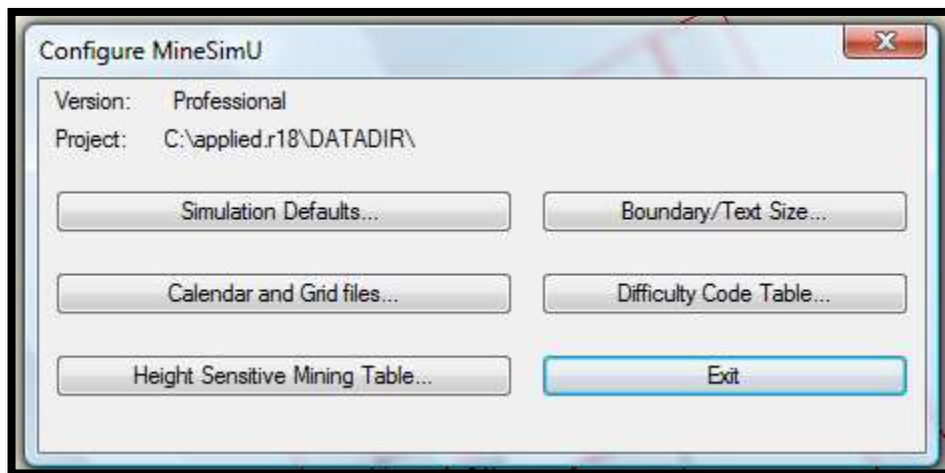 Configure MineSimU
Version: Professional
Project: C:\applied.r18\DATADIR\
Simulation Defaults... Boundary/Text Size...
Calendar and Grid files... Difficulty Code Table...
Height Sensitive Mining Table... Exit